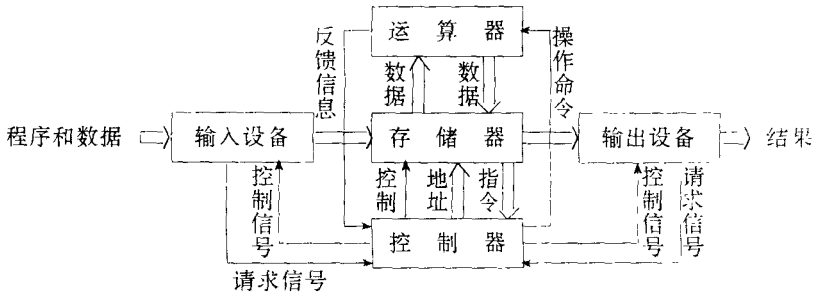 运算器
反馈信息
数据
数据
操作命令
程序和数据
输入设备
存储器
输出设备
结果
控制信号
控制
地址
指令
控制信号
请求信号
控制器
请求信号